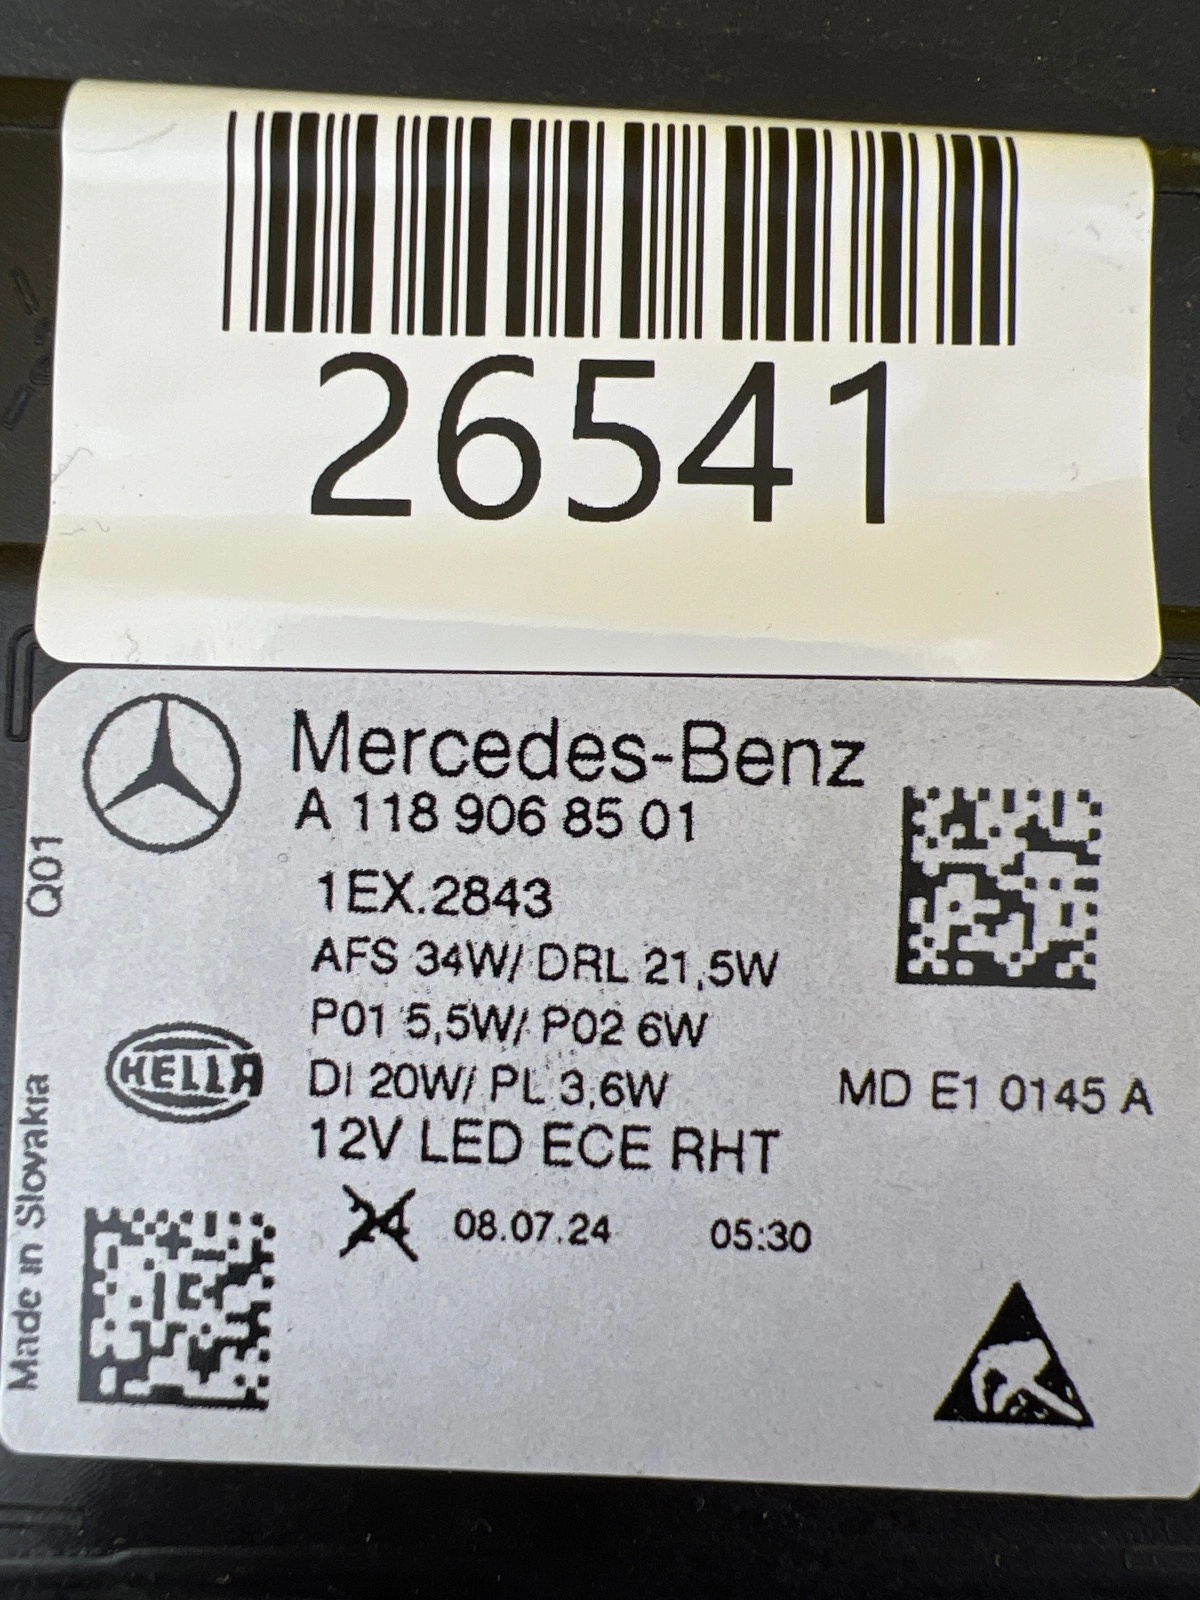 26541
Mercedes-Benz
A 118 906 85 01
1EX.2843
AFS 34W/ DRL 21,5W
P01 5,5W/ P02 6W
DI 20W/ PL 3,6W
MD E1 0145 A
12V LED ECE RHT
24 08.07.24 05:30
HELLA
Q01
Made in Slovakia